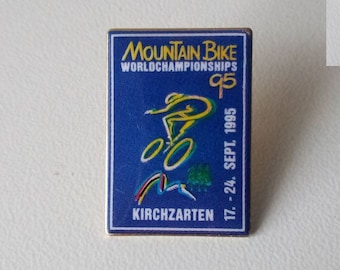 MOUNTAIN BIKE
WORLDCHAMPIONSHIPS
95
17. - 24. SEPT. 1995
KIRCHZARTEN